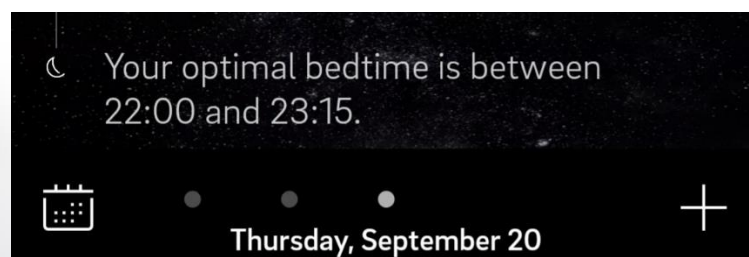 Your optimal bedtime is between
22:00 and 23:15.
Thursday, September 20